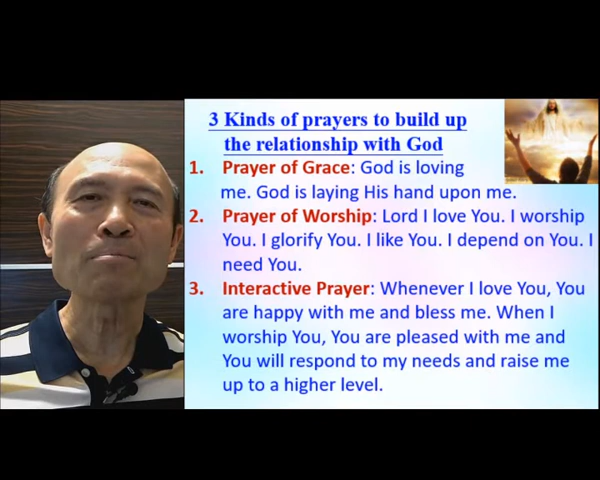 3 Kinds of prayers to build up
the relationship with God
1. Prayer of Grace: God is loving
me. God is laying His hand upon me.
2. Prayer of Worship: Lord I love You. I worship
You. I glorify You. I like You. I depend on You. I
need You.
3. Interactive Prayer: Whenever I love You, You
are happy with me and bless me. When I
worship You, You are pleased with me and
You will respond to my needs and raise me
up to a higher level.